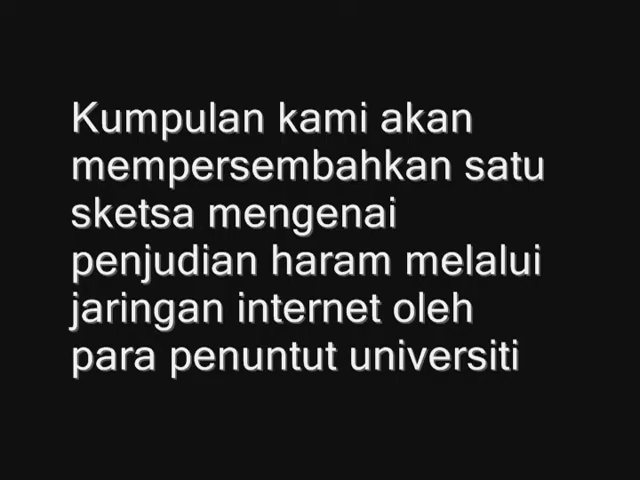 Kumpulan kami akan
mempersembahkan satu
sketsa mengenai
penjudian haram melalui
jaringan internet oleh
para penuntut universiti